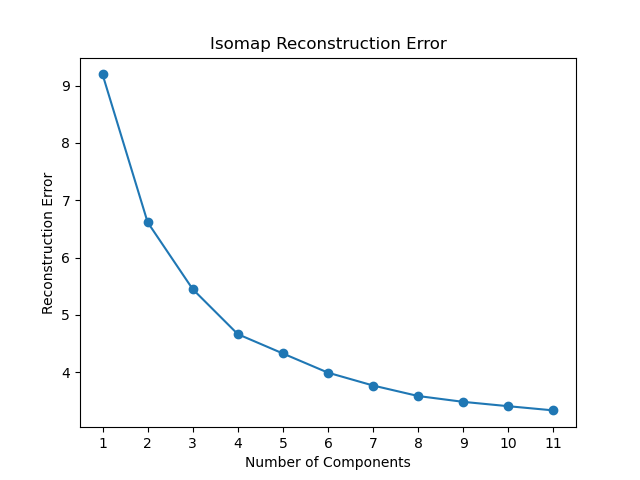 Isomap Reconstruction Error
9
8
7
6
5
4
Reconstruction Error
1 2 3 4 5 6 7 8 9 10 11
Number of Components